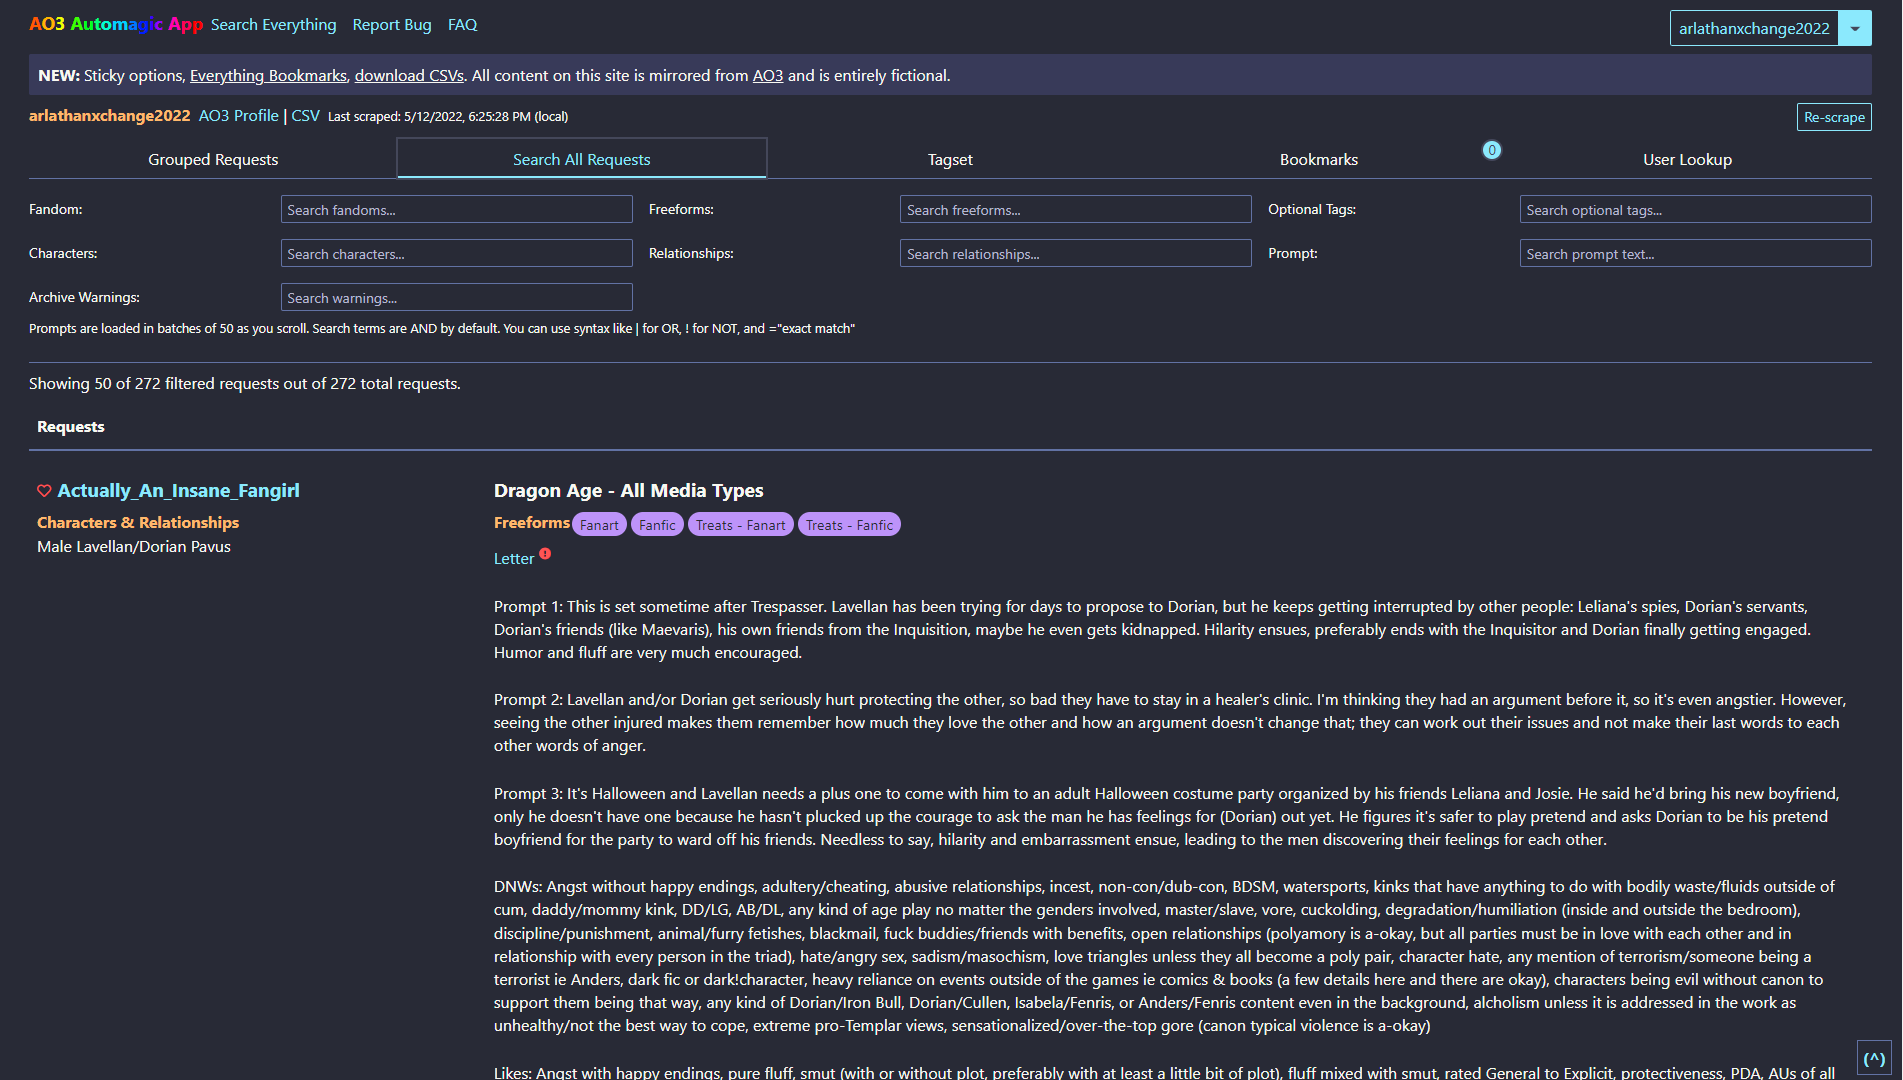 AO3 Automagic App Search Everything Report Bug FAQ
arlathanxchange2022
NEW: Sticky options, Everything Bookmarks, download CSVs. All content on this site is mirrored from AO3 and is entirely fictional.
arlathanxchange2022 AO3 Profile | CSV Last scraped: 5/12/2022, 6:25:28 PM (local)
Re-scrape
Grouped Requests Search All Requests Tagset Bookmarks 0 User Lookup
Fandom: Search fandoms... Freeforms: Search freeforms... Optional Tags: Search optional tags...
Characters: Search characters... Relationships: Search relationships... Prompt: Search prompt text...
Archive Warnings: Search warnings...
Prompts are loaded in batches of 50 as you scroll. Search terms are AND by default. You can use syntax like | for OR, ! for NOT, and ="exact match"
Showing 50 of 272 filtered requests out of 272 total requests.
Requests
Actually_An_Insane_Fangirl
Characters & Relationships
Male Lavellan/Dorian Pavus
Dragon Age - All Media Types
Freeforms Fanart Fanfic Treats - Fanart Treats - Fanfic
Letter !
Prompt 1: This is set sometime after Trespasser. Lavellan has been trying for days to propose to Dorian, but he keeps getting interrupted by other people: Leliana's spies, Dorian's servants,
Dorian's friends (like Maevaris), his own friends from the Inquisition, maybe he even gets kidnapped. Hilarity ensues, preferably ends with the Inquisitor and Dorian finally getting engaged.
Humor and fluff are very much encouraged.
Prompt 2: Lavellan and/or Dorian get seriously hurt protecting the other, so bad they have to stay in a healer's clinic. I'm thinking they had an argument before it, so it's even angstier. However,
seeing the other injured makes them remember how much they love the other and how an argument doesn't change that; they can work out their issues and not make their last words to each
other words of anger.
Prompt 3: It's Halloween and Lavellan needs a plus one to come with him to an adult Halloween costume party organized by his friends Leliana and Josie. He said he'd bring his new boyfriend,
only he doesn't have one because he hasn't plucked up the courage to ask the man he has feelings for (Dorian) out yet. He figures it's safer to play pretend and asks Dorian to be his pretend
boyfriend for the party to ward off his friends. Needless to say, hilarity and embarrassment ensue, leading to the men discovering their feelings for each other.
DNWs: Angst without happy endings, adultery/cheating, abusive relationships, incest, non-con/dub-con, BDSM, watersports, kinks that have anything to do with bodily waste/fluids outside of
cum, daddy/mommy kink, DD/LG, AB/DL, any kind of age play no matter the genders involved, master/slave, vore, cuckolding, degradation/humiliation (inside and outside the bedroom),
discipline/punishment, animal/furry fetishes, blackmail, fuck buddies/friends with benefits, open relationships (polyamory is a-okay, but all parties must be in love with each other and in
relationship with every person in the triad), hate/angry sex, sadism/masochism, love triangles unless they all become a poly pair, character hate, any mention of terrorism/someone being a
terrorist ie Anders, dark fic or dark!character, heavy reliance on events outside of the games ie comics & books (a few details here and there are okay), characters being evil without canon to
support them being that way, any kind of Dorian/Iron Bull, Dorian/Cullen, Isabela/Fenris, or Anders/Fenris content even in the background, alcholism unless it is addressed in the work as
unhealthy/not the best way to cope, extreme pro-Templar views, sensationalized/over-the-top gore (canon typical violence is a-okay)
Likes: Angst with happy endings, pure fluff, smut (with or without plot, preferably with at least a little bit of plot), fluff mixed with smut, rated General to Explicit, protectiveness, PDA, AUs of all
(^)